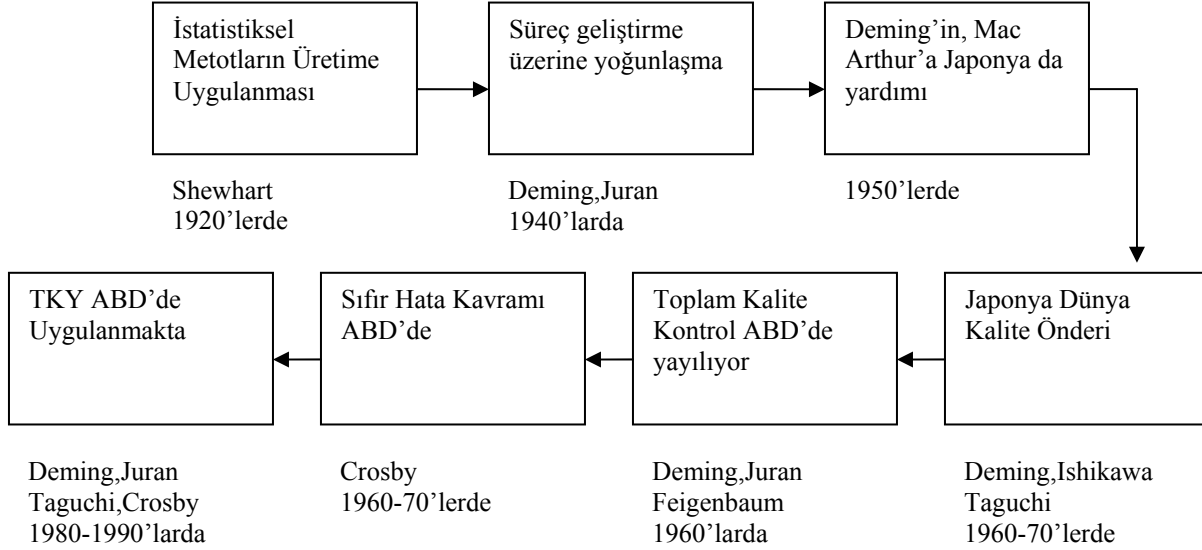 İstatistiksel
Metotların Üretime
Uygulanması
Shewhart
1920’lerde
Süreç geliştirme
üzerine yoğunlaşma
Deming,Juran
1940’larda
Deming’in, Mac
Arthur’a Japonya da
yardımı
1950’lerde
Japonya Dünya
Kalite Önderi
Deming,Ishikawa
Taguchi
1960-70’lerde
Toplam Kalite
Kontrol ABD’de
yayılıyor
Deming,Juran
Feigenbaum
1960’larda
Sıfır Hata Kavramı
ABD’de
Crosby
1960-70’lerde
TKY ABD’de
Uygulanmakta
Deming,Juran
Taguchi,Crosby
1980-1990’larda